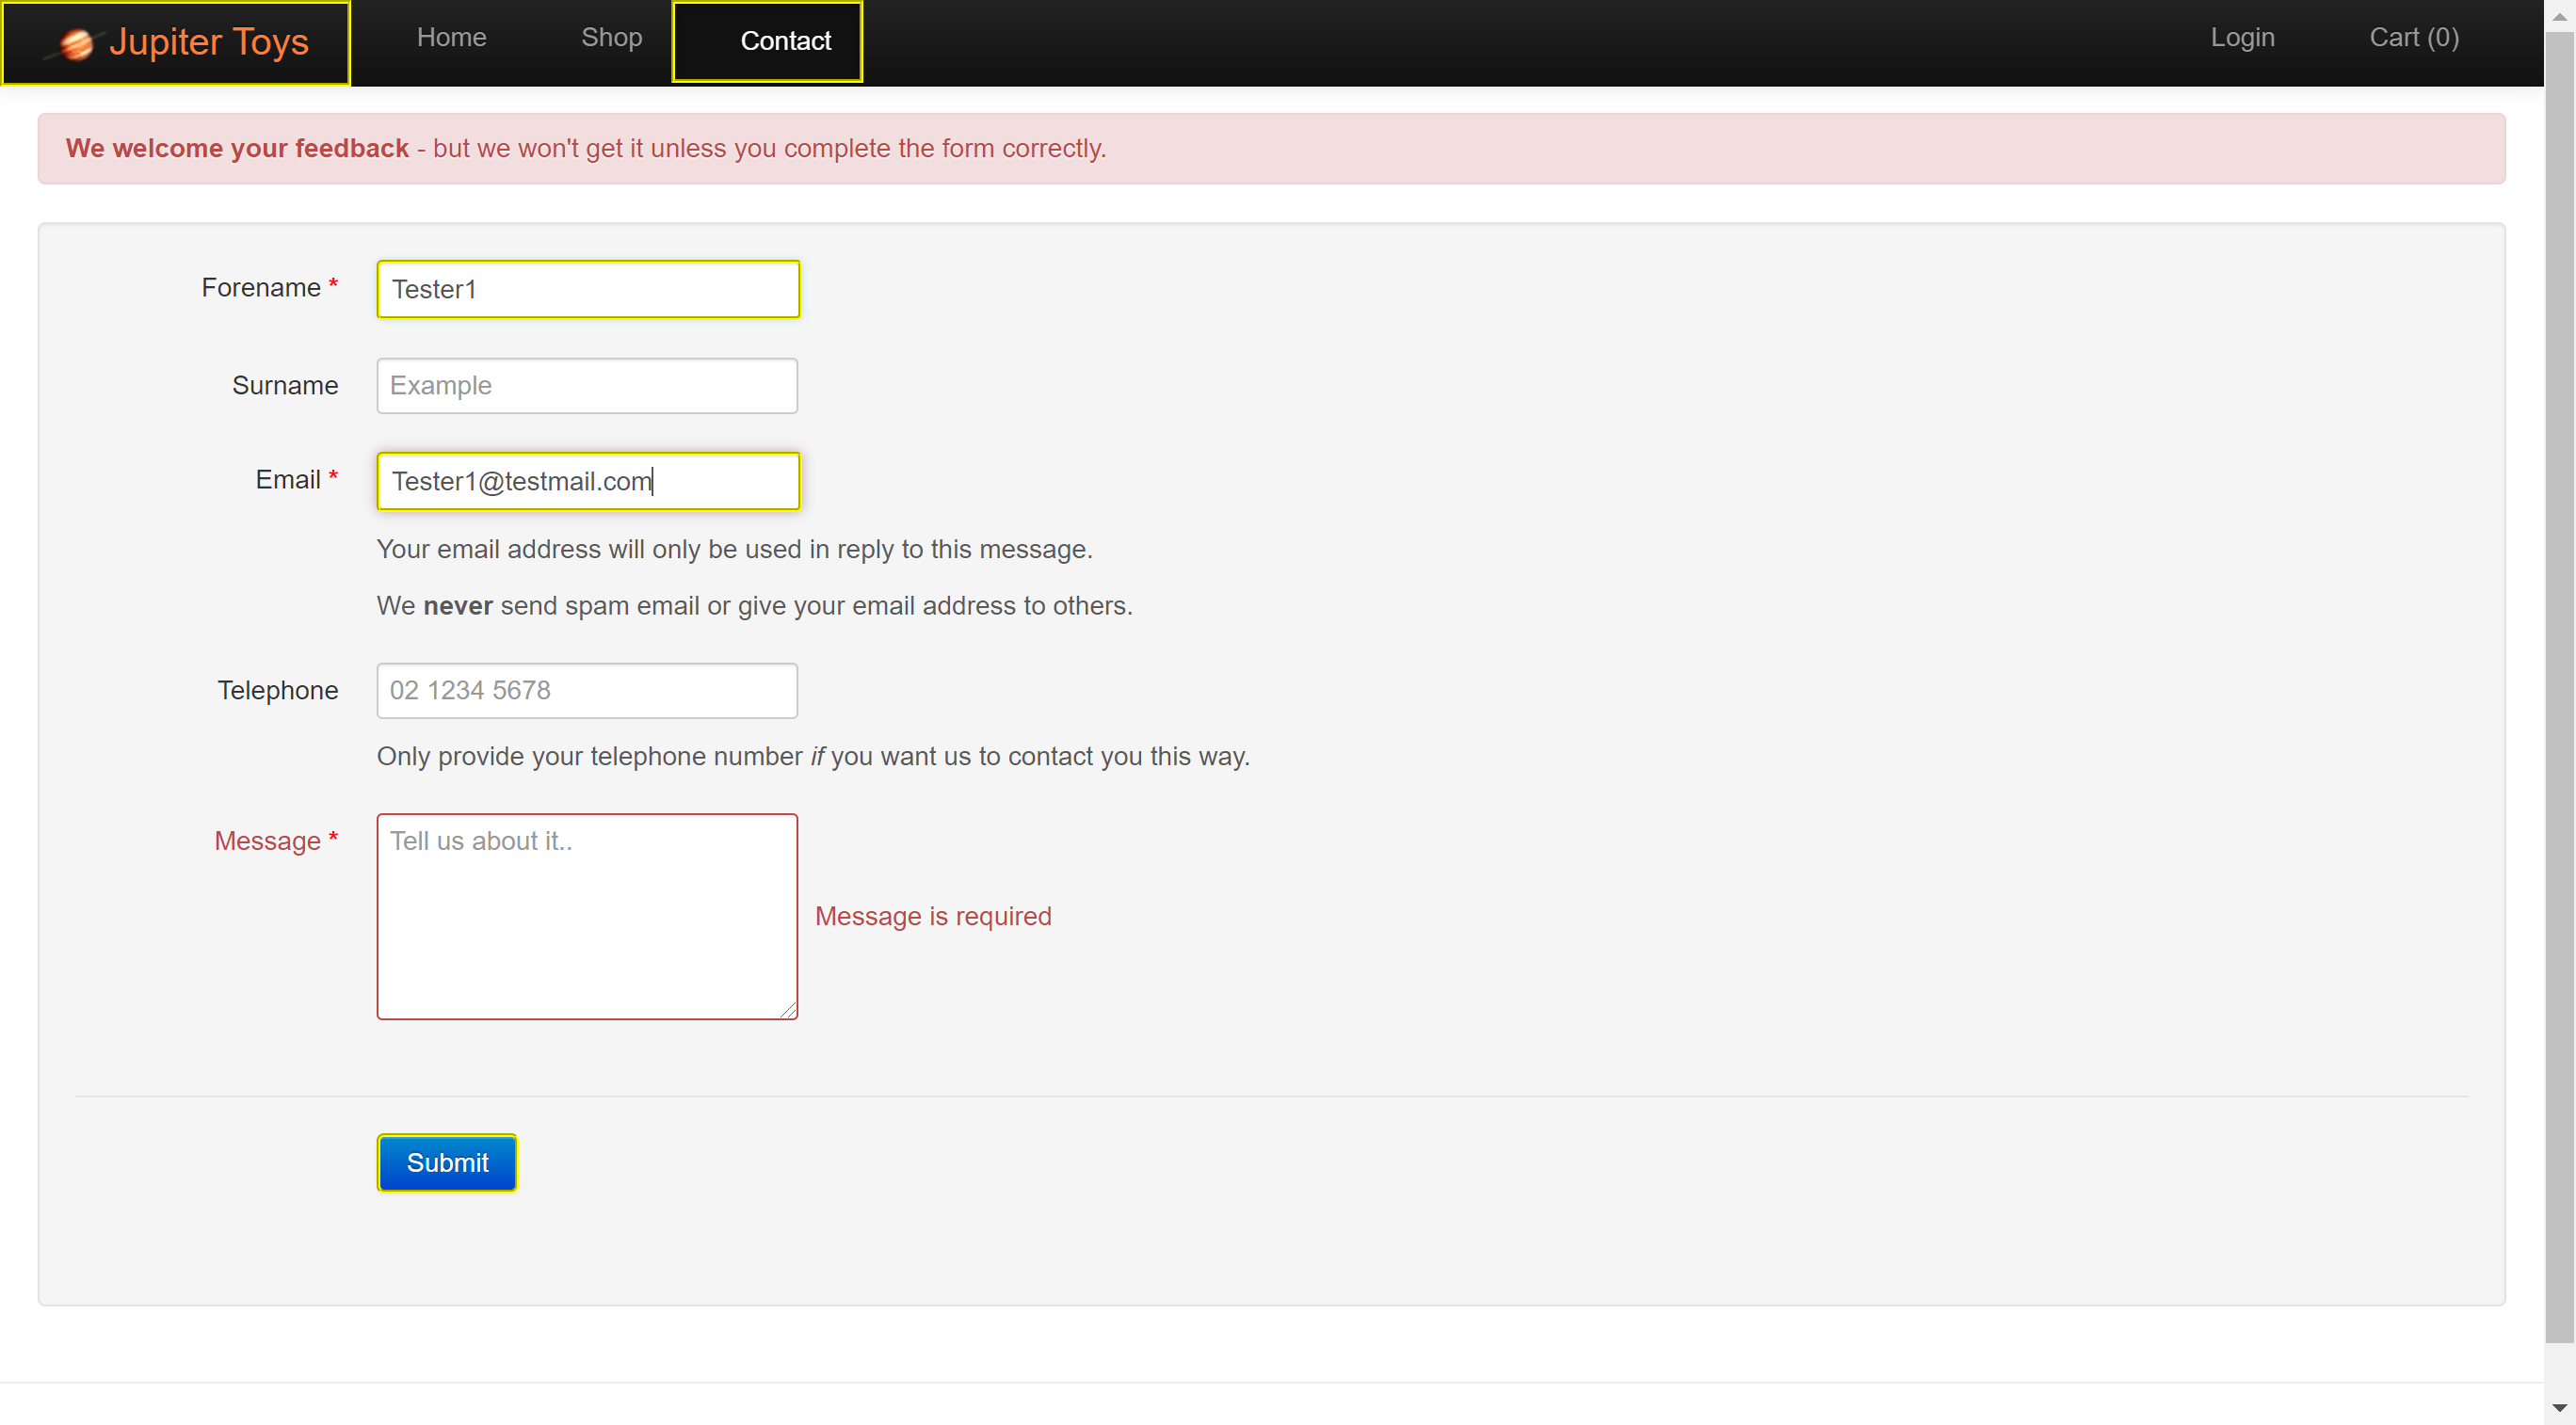 Jupiter Toys Home Shop Contact Login Cart (0)
We welcome your feedback - but we won't get it unless you complete the form correctly.
Forename * Tester1
Surname Example
Email * Tester1@testmail.com
Your email address will only be used in reply to this message.
We never send spam email or give your email address to others.
Telephone 02 1234 5678
Only provide your telephone number if you want us to contact you this way.
Message * Tell us about it..
Message is required
Submit